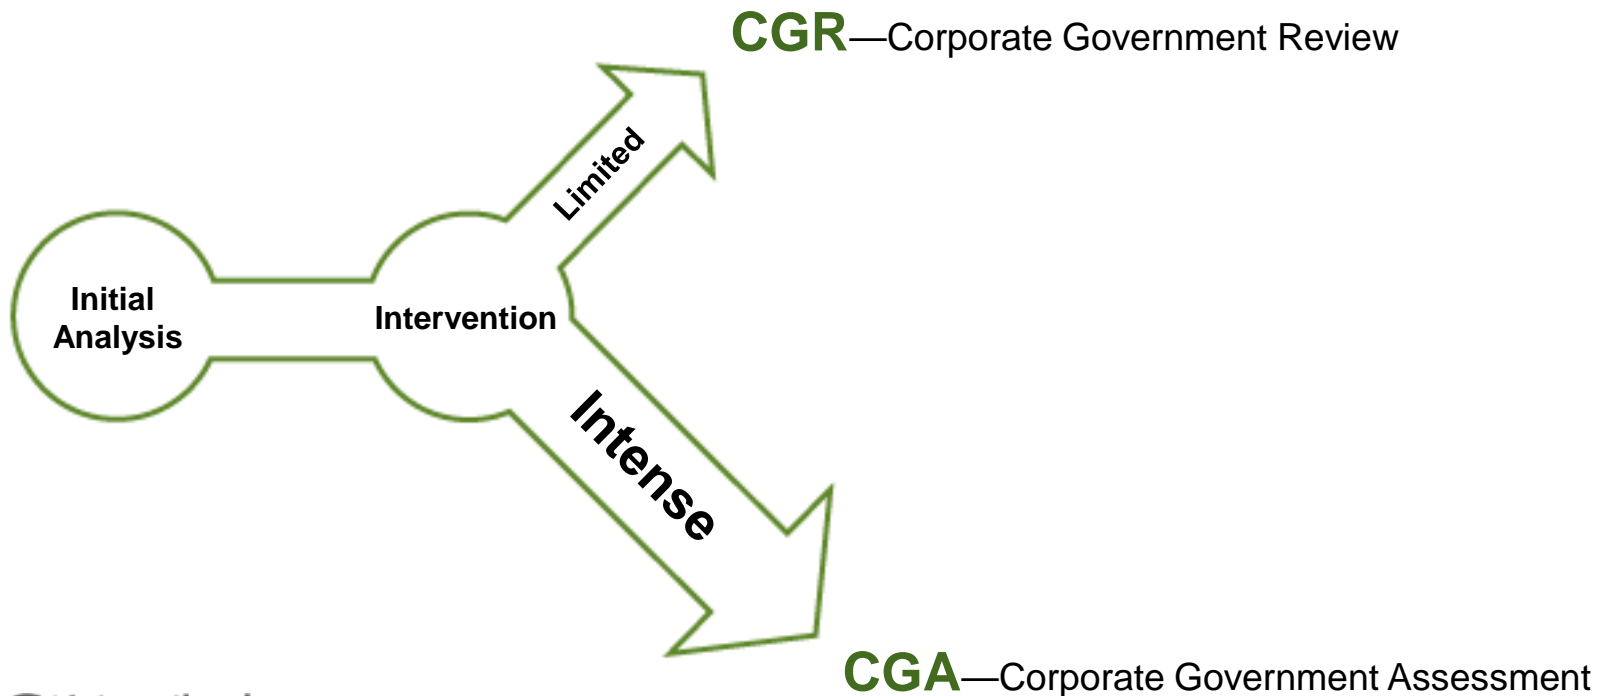 CGR—Corporate Government Review
Limited
Initial
Analysis
Intervention
Intense
CGA—Corporate Government Assessment